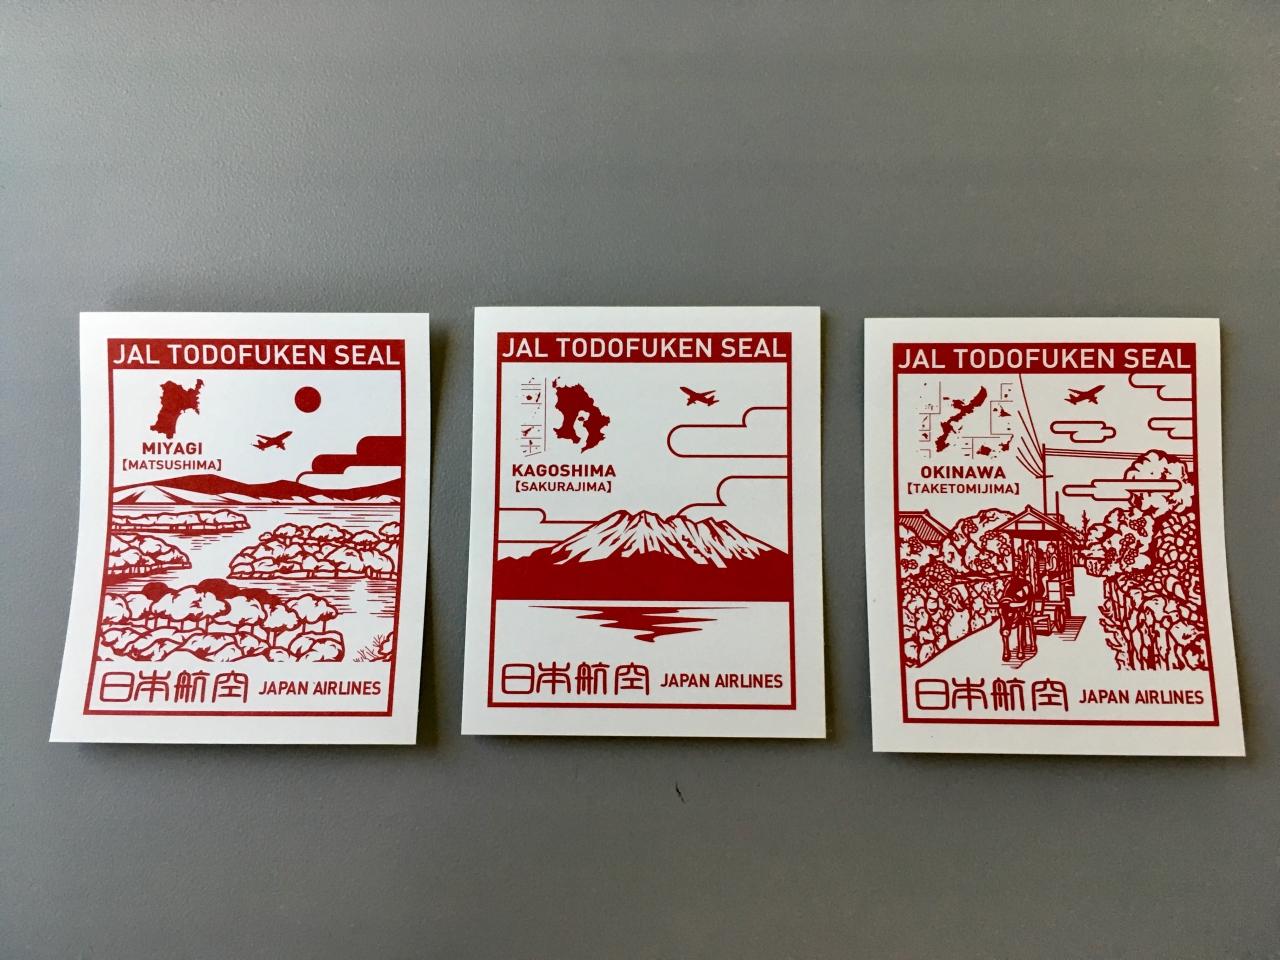 JAL TODOFUKEN SEAL
MIYAGI
【MATSUSHIMA】
日本航空 JAPAN AIRLINES
JAL TODOFUKEN SEAL
KAGOSHIMA
【SAKURAJIMA】
日本航空 JAPAN AIRLINES
JAL TODOFUKEN SEAL
OKINAWA
【TAKETOMIJIMA】
日本航空 JAPAN AIRLINES